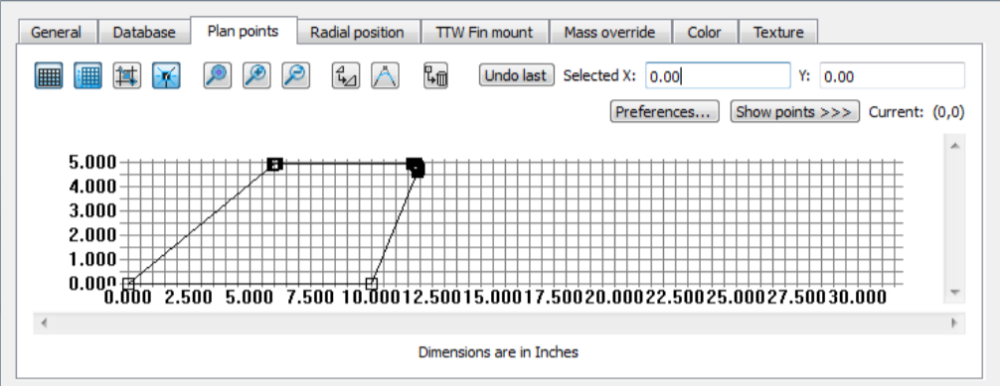 General Database Plan points Radial position TTW Fin mount Mass override Color Texture
Undo last Selected X: 0.00 Y: 0.00
Preferences... Show points >>> Current: (0,0)
5.000
4.000
3.000
2.000
1.000
0.000
0.000 2.500 5.000 7.500 10.000 12.500 15.000 17.500 20.000 22.500 25.000 27.500 30.000
Dimensions are in Inches